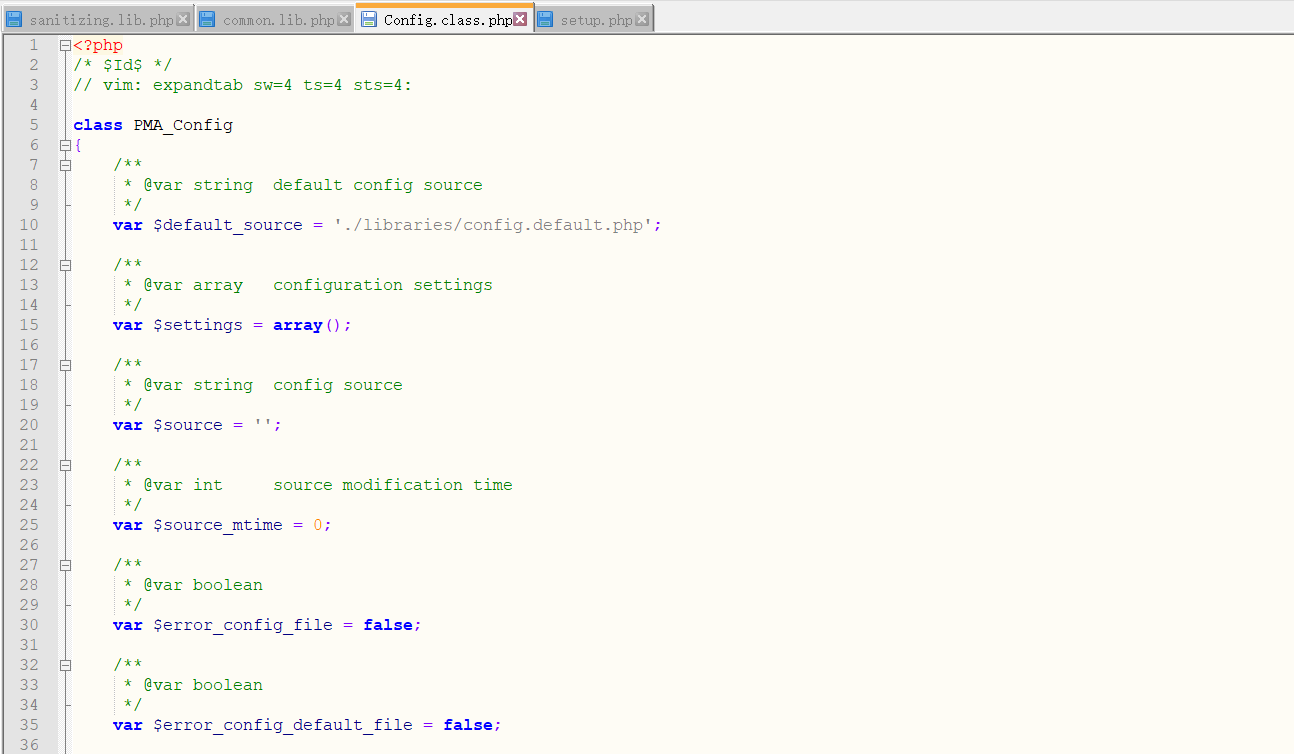 sanitizing.lib.php common.lib.php Config.class.php setup.php
1 <?php
2 /* $Id$ */
3 // vim: expandtab sw=4 ts=4 sts=4:
4
5 class PMA_Config
6 {
7 /**
8 * @var string  default config source
9 */
10 var $default_source = './libraries/config.default.php';
11
12 /**
13 * @var array   configuration settings
14 */
15 var $settings = array();
16
17 /**
18 * @var string  config source
19 */
20 var $source = '';
21
22 /**
23 * @var int     source modification time
24 */
25 var $source_mtime = 0;
26
27 /**
28 * @var boolean
29 */
30 var $error_config_file = false;
31
32 /**
33 * @var boolean
34 */
35 var $error_config_default_file = false;
36